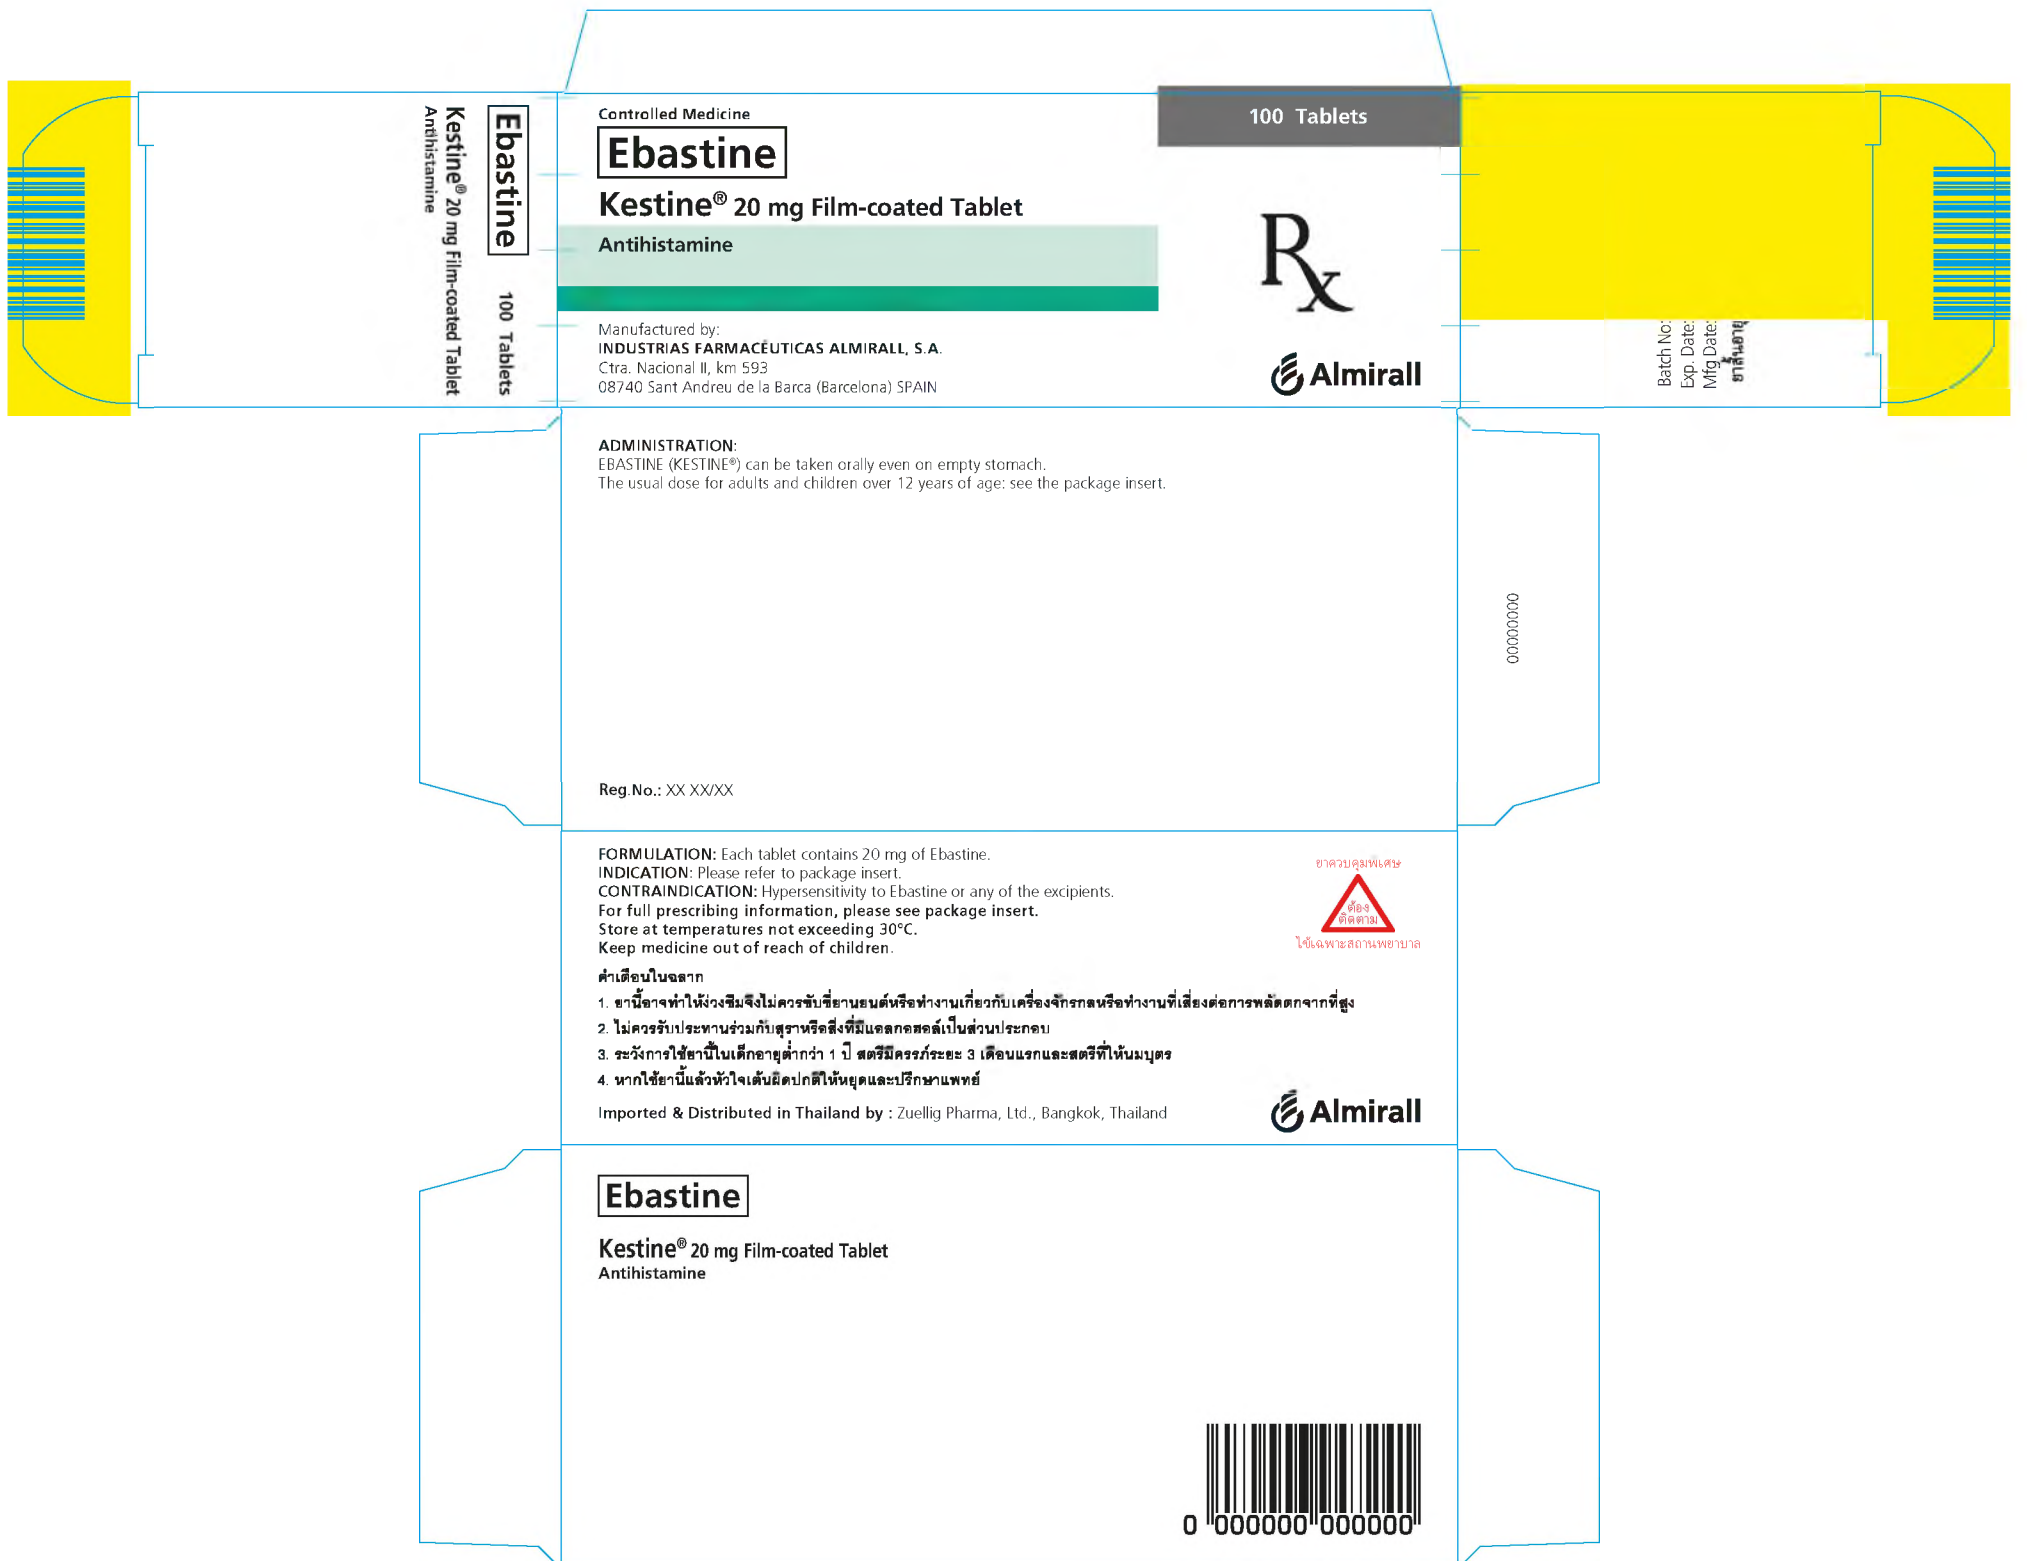 Ebastine
100 Tablets
Kestine® 20 mg Film-coated Tablet
Antihistamine
Controlled Medicine
Ebastine
Kestine® 20 mg Film-coated Tablet
Antihistamine
Manufactured by:
INDUSTRIAS FARMACÉUTICAS ALMIRALL, S.A.
Ctra. Nacional II, km 593
08740 Sant Andreu de la Barca (Barcelona) SPAIN
100 Tablets
Rx
Almirall
Batch No:
Exp. Date:
Mfg Date:
ยาสิ้นอายุ
ADMINISTRATION:
EBASTINE (KESTINE®) can be taken orally even on empty stomach.
The usual dose for adults and children over 12 years of age: see the package insert.
Reg.No.: XX XX/XX
00000000
FORMULATION: Each tablet contains 20 mg of Ebastine.
INDICATION: Please refer to package insert.
CONTRAINDICATION: Hypersensitivity to Ebastine or any of the excipients.
For full prescribing information, please see package insert.
Store at temperatures not exceeding 30°C.
Keep medicine out of reach of children.
ยาควบคุมพิเศษ
ต้อง
ติดตาม
ใช้เฉพาะสถานพยาบาล
คำเตือนในฉลาก
1. ยานี้อาจทำให้ง่วงซึมจึงไม่ควรขับขี่ยานยนต์หรือทำงานเกี่ยวกับเครื่องจักรกลหรือทำงานที่เสี่ยงต่อการพลัดตกจากที่สูง
2. ไม่ควรรับประทานร่วมกับสุราหรือสิ่งที่มีแอลกอฮอล์เป็นส่วนประกอบ
3. ระวังการใช้ยานี้ในเด็กอายุต่ำกว่า 1 ปี สตรีมีครรภ์ระยะ 3 เดือนแรกและสตรีที่ให้นมบุตร
4. หากใช้ยานี้แล้วหัวใจเต้นผิดปกติให้หยุดและปรึกษาแพทย์
Imported & Distributed in Thailand by : Zuellig Pharma, Ltd., Bangkok, Thailand
Almirall
Ebastine
Kestine® 20 mg Film-coated Tablet
Antihistamine
0 000000 000000